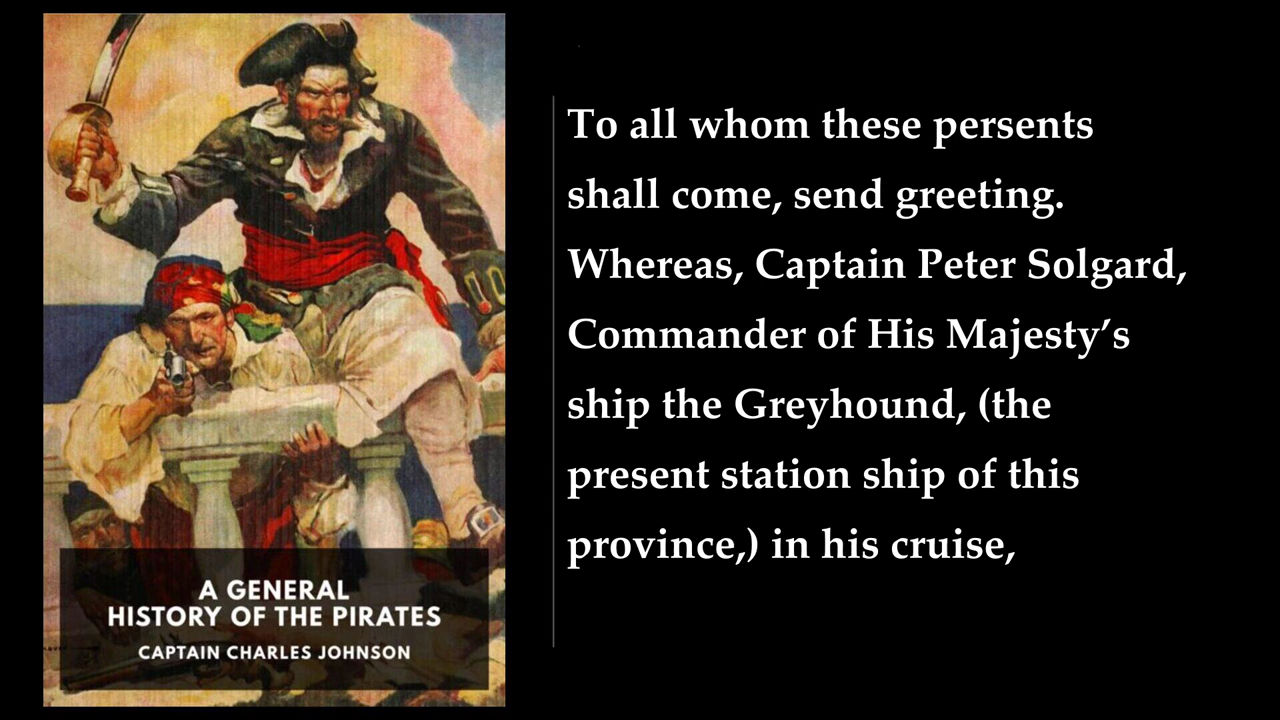 A GENERAL
HISTORY OF THE PIRATES
CAPTAIN CHARLES JOHNSON
To all whom these persents
shall come, send greeting.
Whereas, Captain Peter Solgard,
Commander of His Majesty’s
ship the Greyhound, (the
present station ship of this
province,) in his cruise,